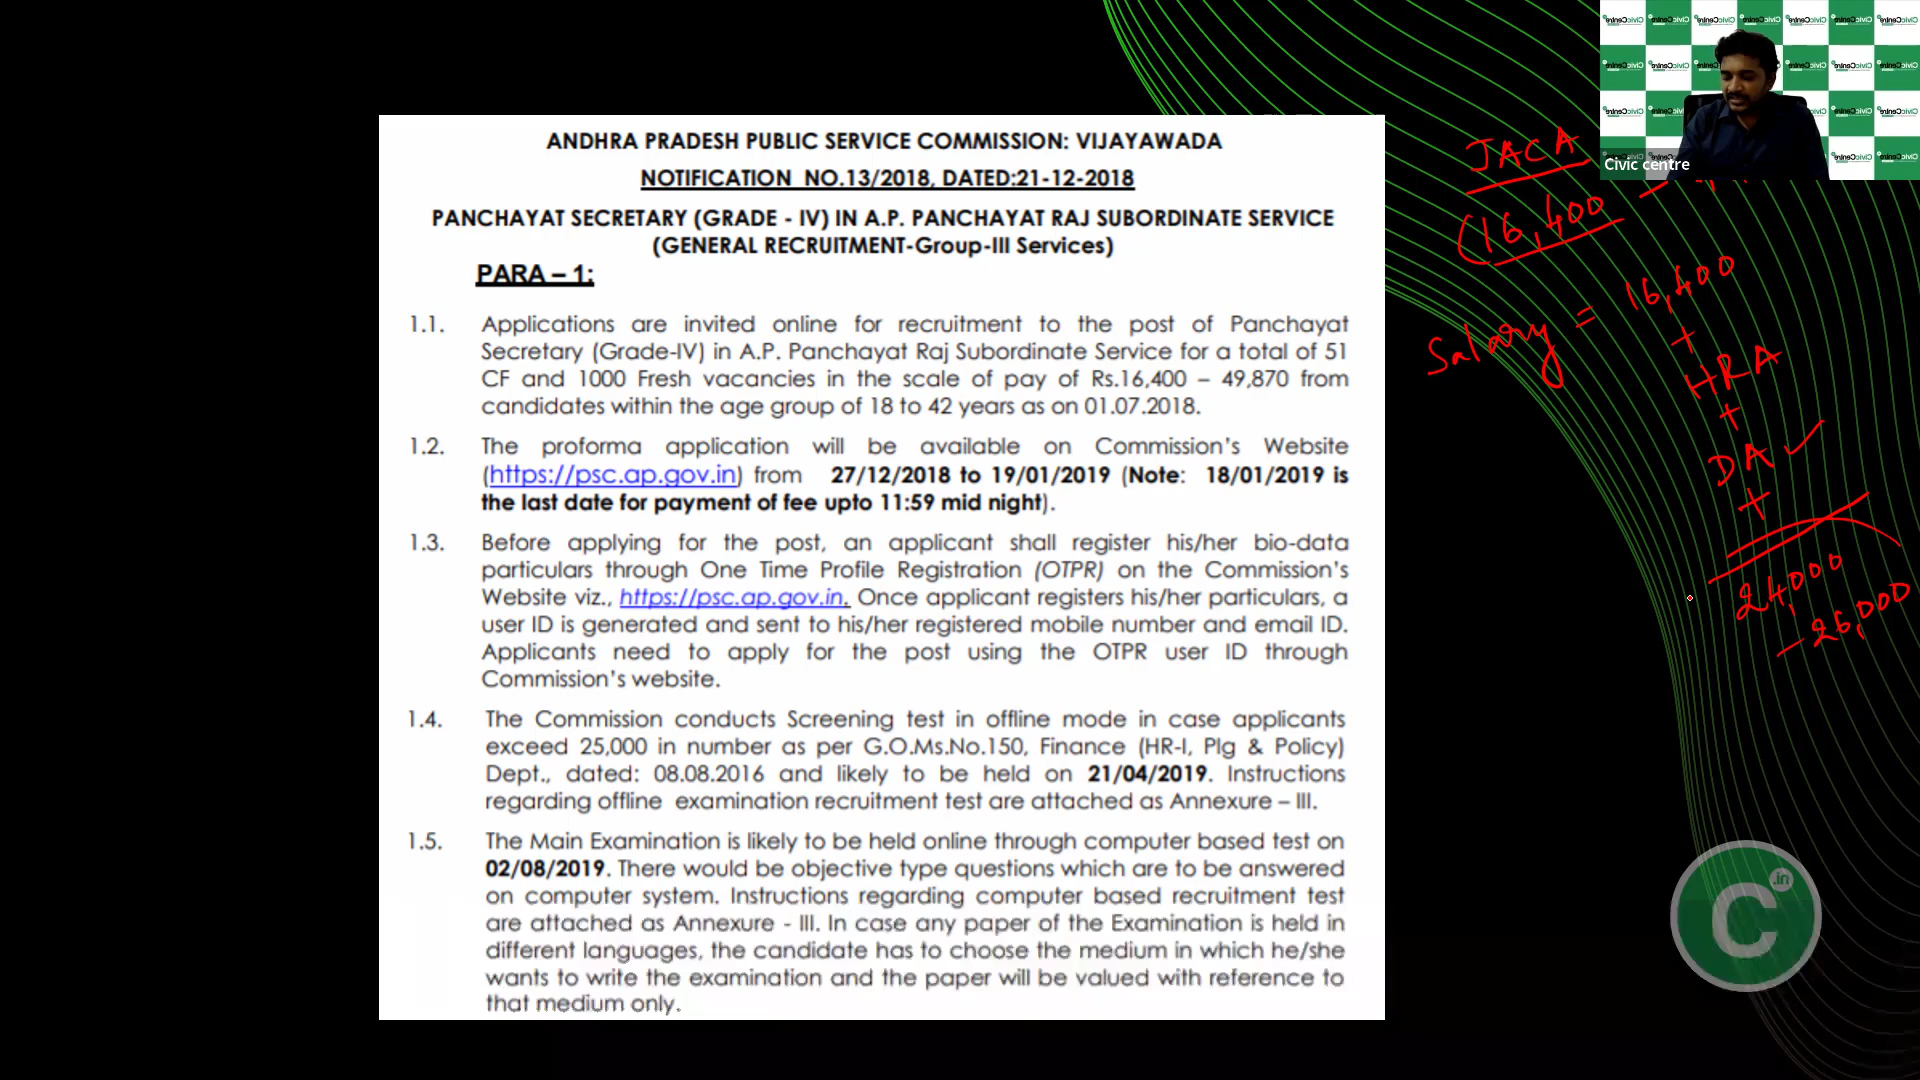 ANDHRA PRADESH PUBLIC SERVICE COMMISSION: VIJAYAWADA
NOTIFICATION NO.13/2018, DATED:21-12-2018
PANCHAYAT SECRETARY (GRADE - IV) IN A.P. PANCHAYAT RAJ SUBORDINATE SERVICE
(GENERAL RECRUITMENT-Group-III Services)
PARA – 1:
1.1. Applications are invited online for recruitment to the post of Panchayat
Secretary (Grade-IV) in A.P. Panchayat Raj Subordinate Service for a total of 51
CF and 1000 Fresh vacancies in the scale of pay of Rs.16,400 – 49,870 from
candidates within the age group of 18 to 42 years as on 01.07.2018.
1.2. The proforma application will be available on Commission's Website
(https://psc.ap.gov.in) from 27/12/2018 to 19/01/2019 (Note: 18/01/2019 is
the last date for payment of fee upto 11:59 mid night).
1.3. Before applying for the post, an applicant shall register his/her bio-data
particulars through One Time Profile Registration (OTPR) on the Commission's
Website viz., https://psc.ap.gov.in. Once applicant registers his/her particulars, a
user ID is generated and sent to his/her registered mobile number and email ID.
Applicants need to apply for the post using the OTPR user ID through
Commission's website.
1.4. The Commission conducts Screening test in offline mode in case applicants
exceed 25,000 in number as per G.O.Ms.No.150, Finance (HR-I, Plg & Policy)
Dept., dated: 08.08.2016 and likely to be held on 21/04/2019. Instructions
regarding offline examination recruitment test are attached as Annexure – III.
1.5. The Main Examination is likely to be held online through computer based test on
02/08/2019. There would be objective type questions which are to be answered
on computer system. Instructions regarding computer based recruitment test
are attached as Annexure - III. In case any paper of the Examination is held in
different languages, the candidate has to choose the medium in which he/she
wants to write the examination and the paper will be valued with reference to
that medium only.
Civic centre
JACA
(16,400
Salary = 16,400
+
HRA
+
DA ✓
+
24,000
- 26,000
C .in